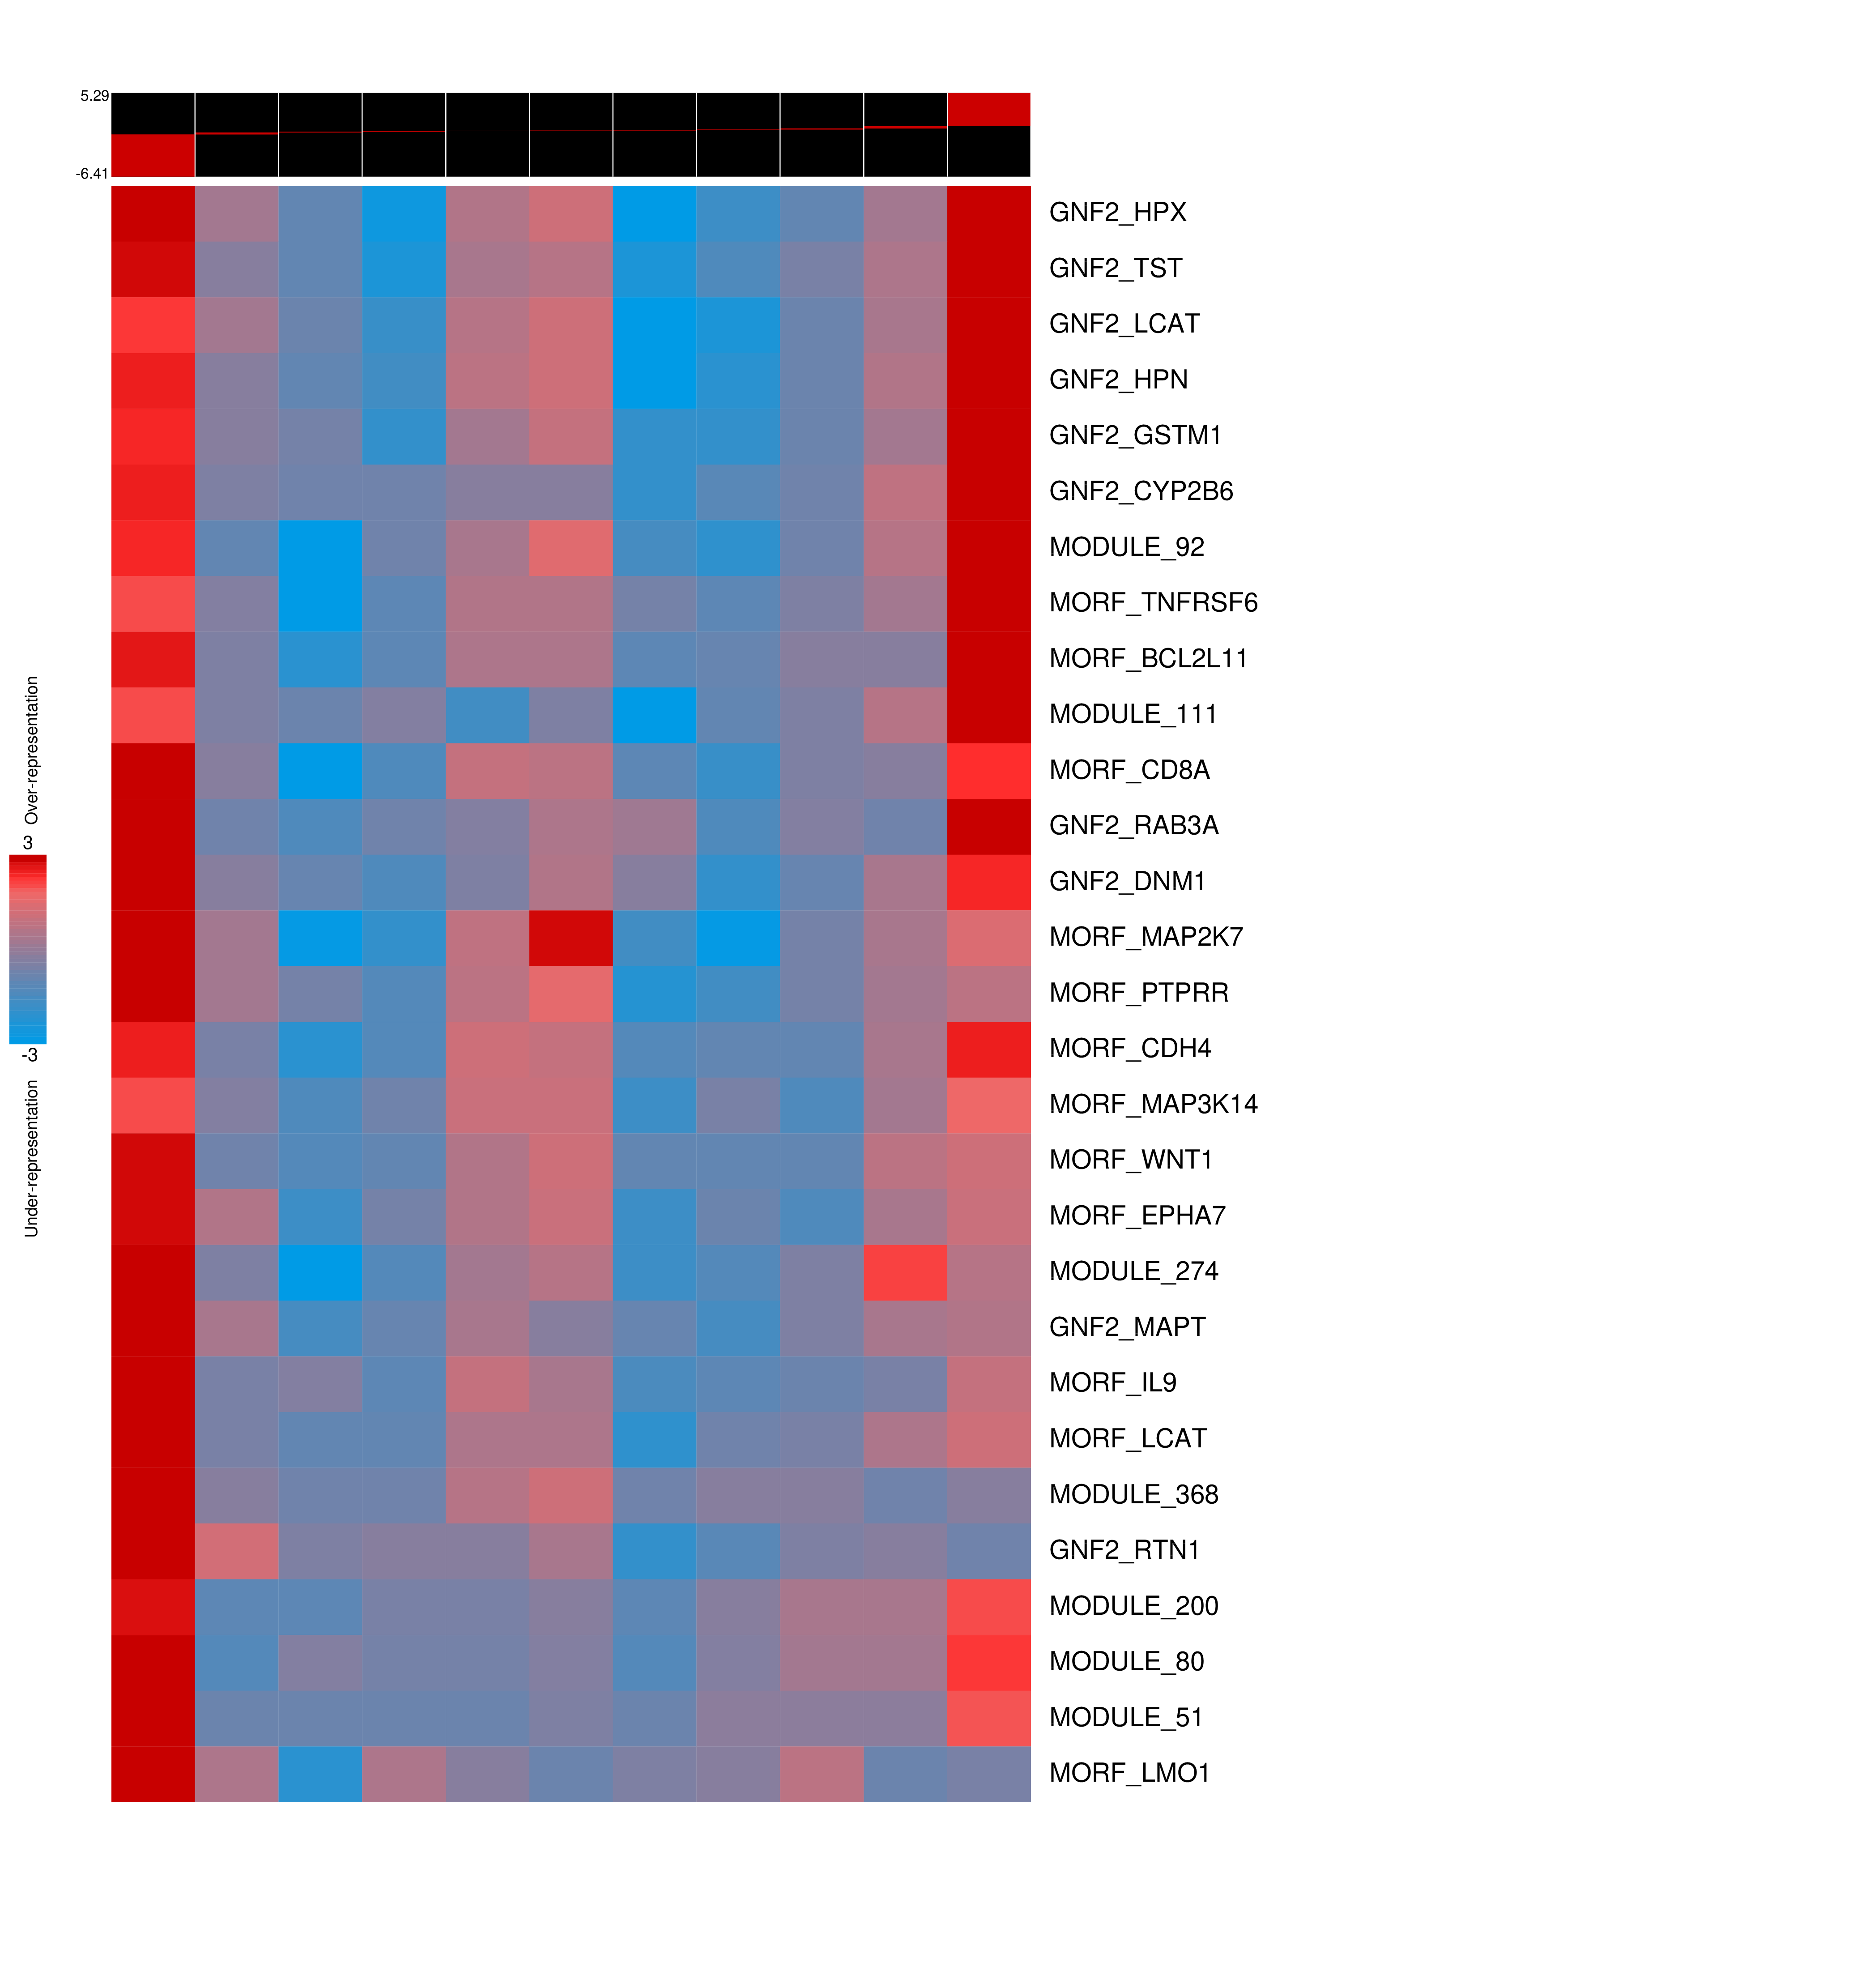 5.29
-6.41
GNF2_HPX
GNF2_TST
GNF2_LCAT
GNF2_HPN
GNF2_GSTM1
GNF2_CYP2B6
MODULE_92
MORF_TNFRSF6
MORF_BCL2L11
MODULE_111
MORF_CD8A
GNF2_RAB3A
GNF2_DNM1
MORF_MAP2K7
MORF_PTPRR
MORF_CDH4
MORF_MAP3K14
MORF_WNT1
MORF_EPHA7
MODULE_274
GNF2_MAPT
MORF_IL9
MORF_LCAT
MODULE_368
GNF2_RTN1
MODULE_200
MODULE_80
MODULE_51
MORF_LMO1
Over-representation
3
-3
Under-representation